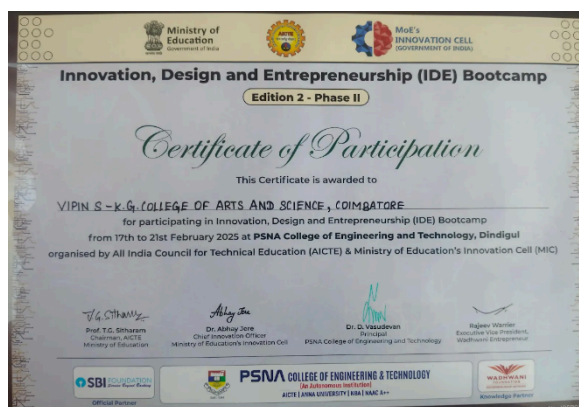 Ministry of
Education
Government of India
AICTE
MoE's
INNOVATION CELL
(GOVERNMENT OF INDIA)
Innovation, Design and Entrepreneurship (IDE) Bootcamp
Edition 2 - Phase II
Certificate of Participation
This Certificate is awarded to
VIPIN S - K.G. COLLEGE OF ARTS AND SCIENCE, COIMBATORE
for participating in Innovation, Design and Entrepreneurship (IDE) Bootcamp
from 17th to 21st February 2025 at PSNA College of Engineering and Technology, Dindigul
organised by All India Council for Technical Education (AICTE) & Ministry of Education's Innovation Cell (MIC)
Prof. T.G. Sitharam
Chairman, AICTE
Ministry of Education
Dr. Abhay Jere
Chief Innovation Officer
Ministry of Education's Innovation Cell
Dr. D. Vasudevan
Principal
PSNA College of Engineering and Technology
Rajeev Warrier
Executive Vice President,
Wadhwani Entrepreneur
SBI FOUNDATION
Official Partner
PSNA COLLEGE OF ENGINEERING & TECHNOLOGY
(An Autonomous Institution)
AICTE | ANNA UNIVERSITY | NBA | NAAC A++
WADHWANI
FOUNDATION
Knowledge Partner